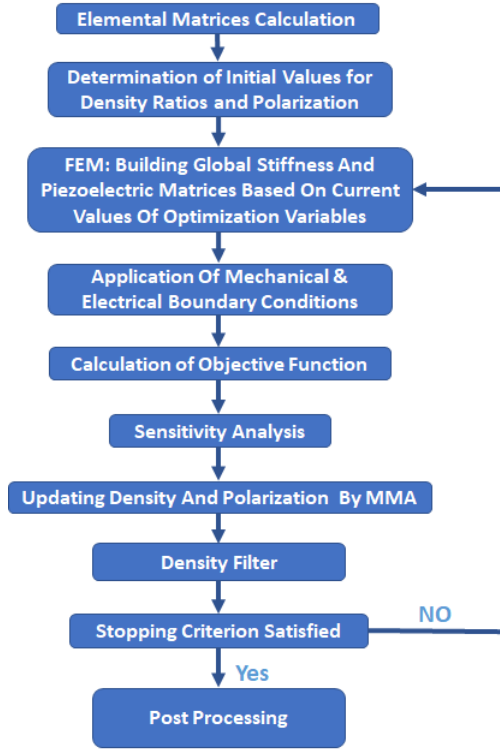 Elemental Matrices Calculation
Determination of Initial Values for
Density Ratios and Polarization
FEM: Building Global Stiffness And
Piezoelectric Matrices Based On Current
Values Of Optimization Variables
Application Of Mechanical &
Electrical Boundary Conditions
Calculation of Objective Function
Sensitivity Analysis
Updating Density And Polarization By MMA
Density Filter
Stopping Criterion Satisfied
NO
Yes
Post Processing